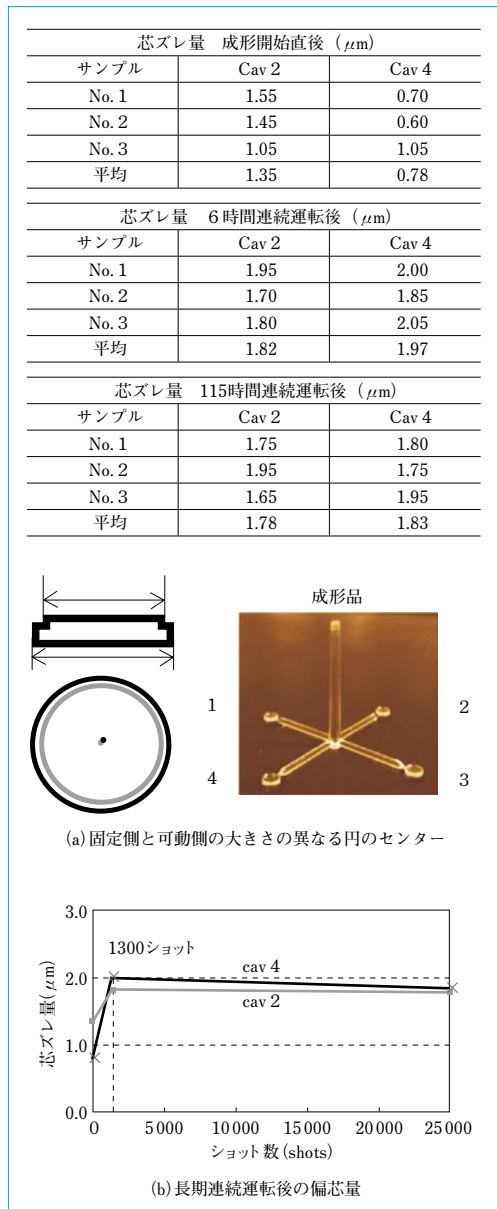 芯ズレ量 成形開始直後 (μm)
サンプル Cav 2 Cav 4
No. 1 1.55 0.70
No. 2 1.45 0.60
No. 3 1.05 1.05
平均 1.35 0.78
芯ズレ量 6時間連続運転後 (μm)
サンプル Cav 2 Cav 4
No. 1 1.95 2.00
No. 2 1.70 1.85
No. 3 1.80 2.05
平均 1.82 1.97
芯ズレ量 115時間連続運転後 (μm)
サンプル Cav 2 Cav 4
No. 1 1.75 1.80
No. 2 1.95 1.75
No. 3 1.65 1.95
平均 1.78 1.83
成形品
1
2
4
3
(a)固定側と可動側の大きさの異なる円のセンター
芯ズレ量(μm)
3.0
2.0
1.0
0.0
1300ショット
cav 4
cav 2
0 5000 10000 15000 20000 25000
ショット数(shots)
(b)長期連続運転後の偏芯量